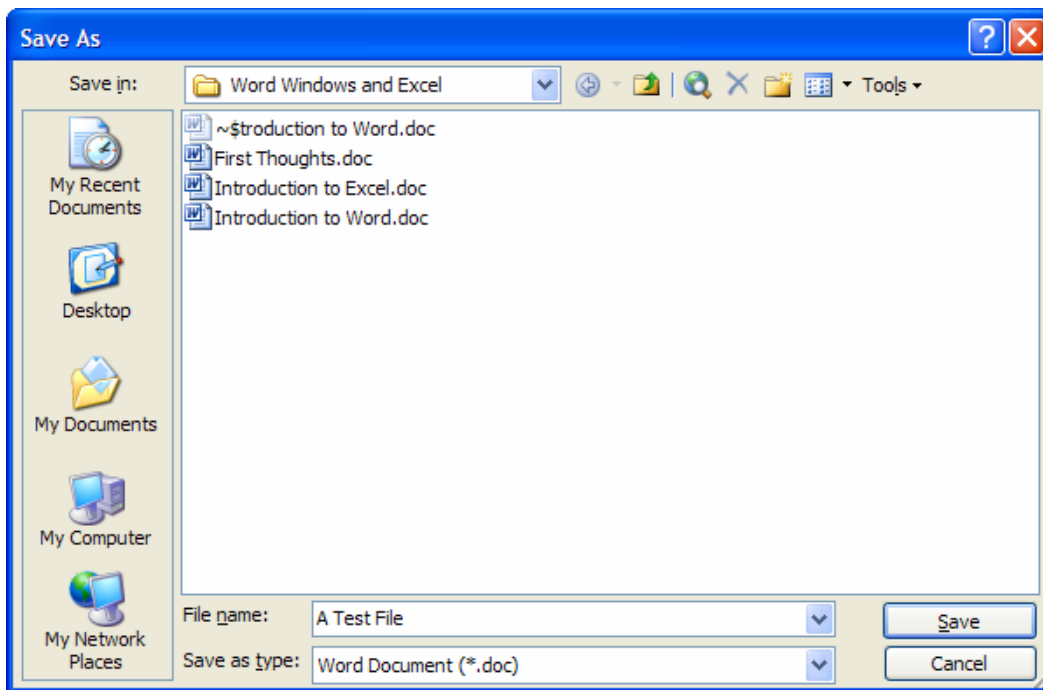 Save As
Save in:
Word Windows and Excel
Tools
~$troduction to Word.doc
First Thoughts.doc
Introduction to Excel.doc
Introduction to Word.doc
My Recent
Documents
Desktop
My Documents
My Computer
My Network
Places
File name:
A Test File
Save
Save as type:
Word Document (*.doc)
Cancel